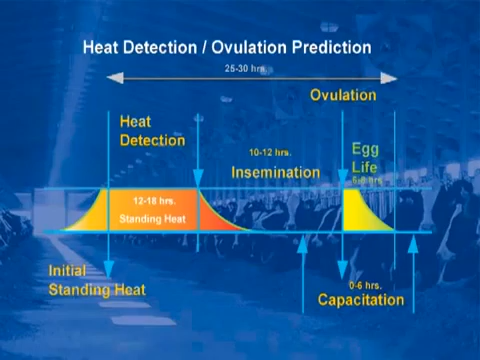 Heat Detection / Ovulation Prediction
25-30 hrs.
Ovulation
Heat
Detection
10-12 hrs.
Insemination
Egg
Life
12-18 hrs.
Standing Heat
Initial
Standing Heat
0-6 hrs.
Capacitation